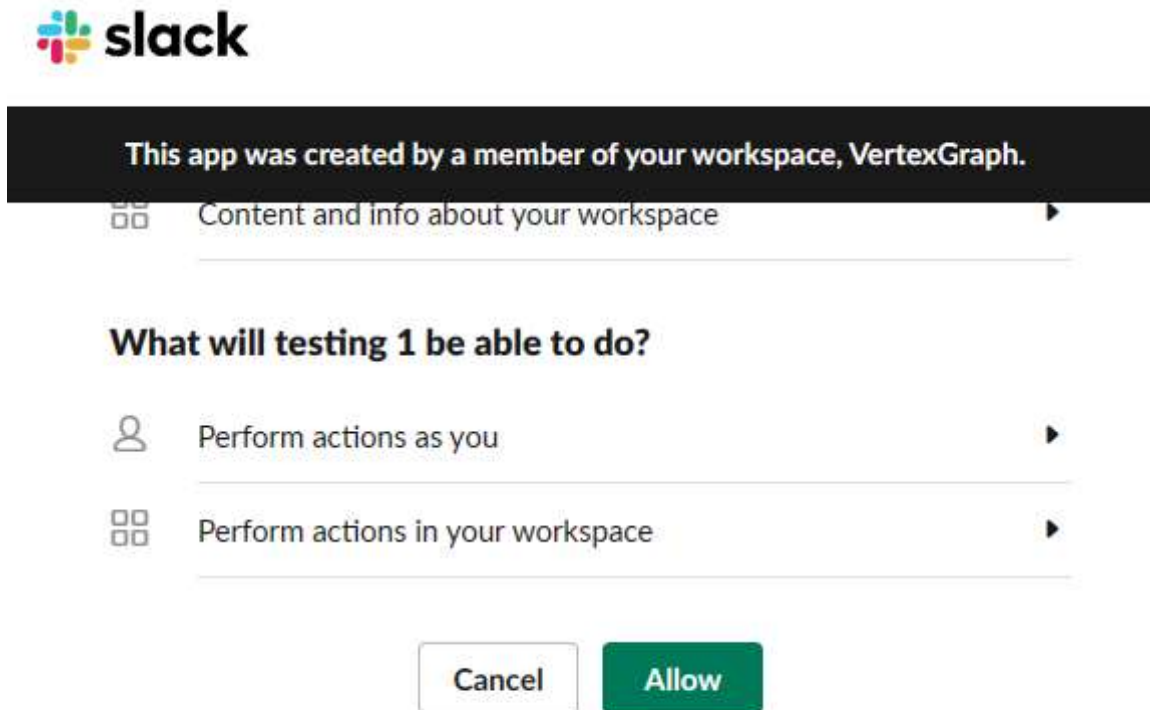 slack
This app was created by a member of your workspace, VertexGraph.
Content and info about your workspace
What will testing 1 be able to do?
Perform actions as you
Perform actions in your workspace
Cancel
Allow